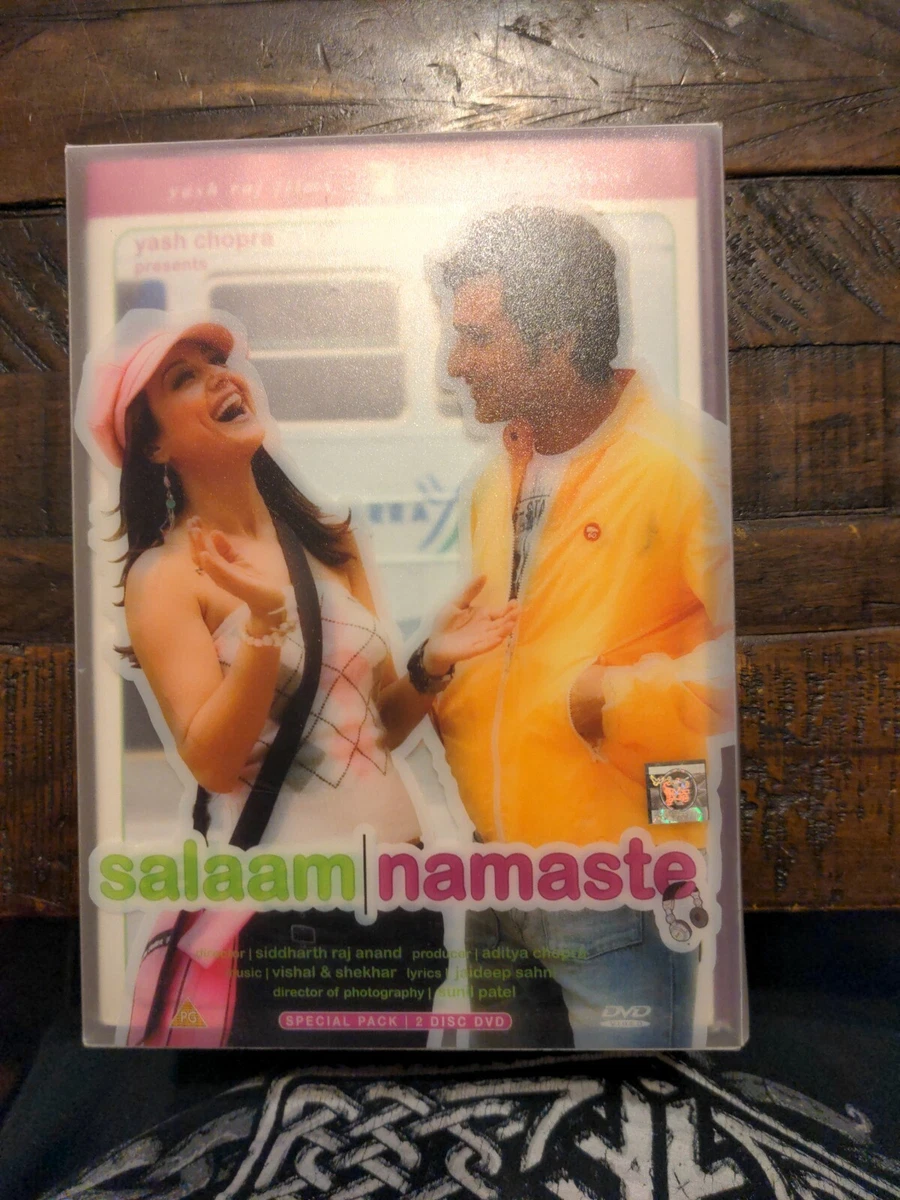 yash raj films
yash chopra
presents
salaam|namaste
director | siddharth raj anand producer | aditya chopra
music | vishal & shekhar lyrics | jaideep sahni
director of photography | sunil patel
PG
SPECIAL PACK | 2 DISC DVD
DVD
VIDEO